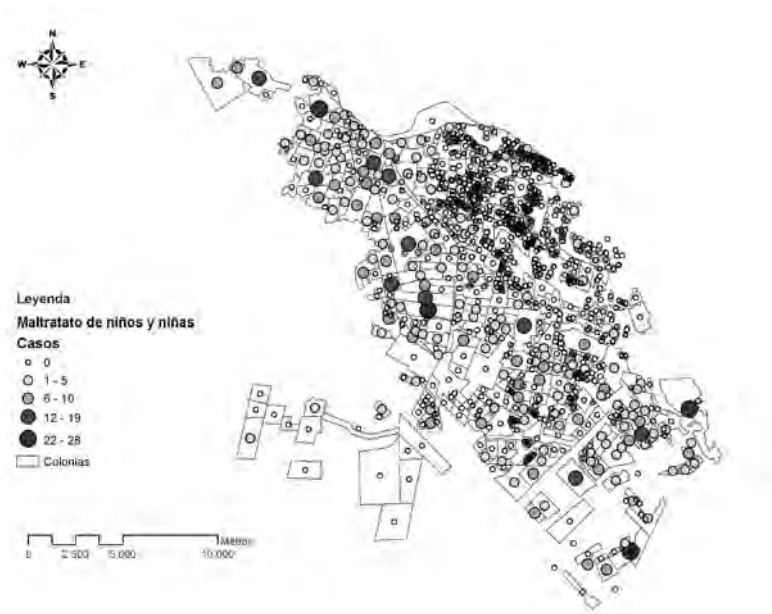 N
W E
S
Leyenda
Maltratato de niños y niñas
Casos
0
1 - 5
6 - 10
12 - 19
22 - 28
Colonias
Metros
0 2 500 5 000 10 000